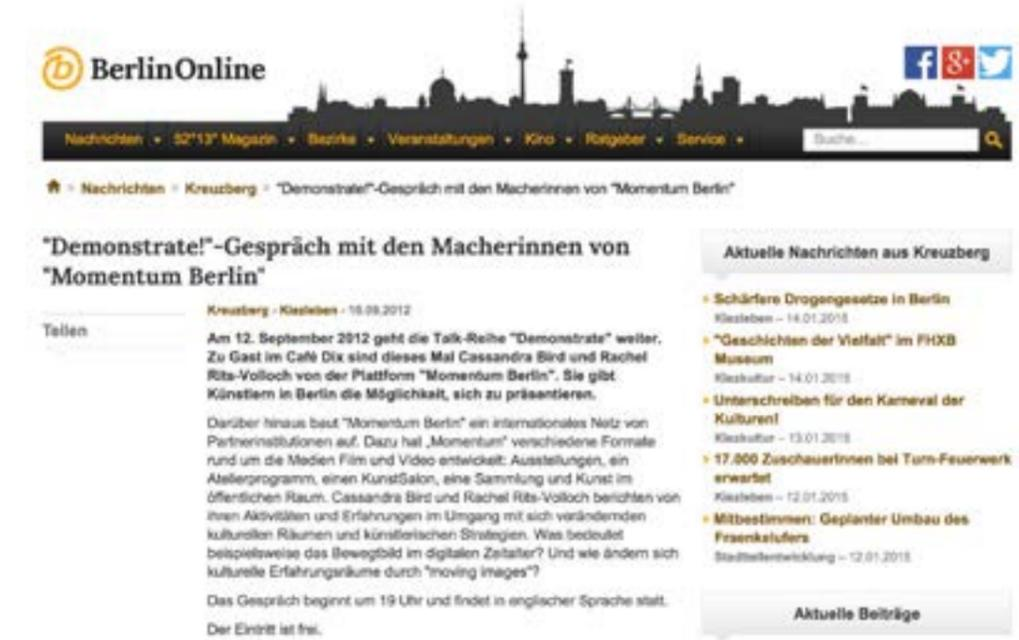 BerlinOnline
Nachrichten
52°13" Magazin
Bezirke
Veranstaltungen
Kino
Ratgeber
Service
Suche...
Nachrichten
Kreuzberg
"Demonstrate!"-Gespräch mit den Macherinnen von "Momentum Berlin"
"Demonstrate!"-Gespräch mit den Macherinnen von
"Momentum Berlin"
Teilen
Kreuzberg - Kiezleben - 10.09.2012
Am 12. September 2012 geht die Talk-Reihe "Demonstrate" weiter.
Zu Gast im Café Dix sind dieses Mal Cassandra Bird und Rachel
Rits-Volloch von der Plattform "Momentum Berlin". Sie gibt
Künstlern in Berlin die Möglichkeit, sich zu präsentieren.
Darüber hinaus baut "Momentum Berlin" ein internationales Netz von
Partnerinstitutionen auf. Dazu hat „Momentum" verschiedene Formate
rund um die Medien Film und Video entwickelt: Ausstellungen, ein
Atelierprogramm, einen KunstSalon, eine Sammlung und Kunst im
öffentlichen Raum. Cassandra Bird und Rachel Rits-Volloch berichten von
ihren Aktivitäten und Erfahrungen im Umgang mit sich verändernden
kulturellen Räumen und künstlerischen Strategien. Was bedeutet
beispielsweise das Bewegtbild im digitalen Zeitalter? Und wie ändern sich
kulturelle Erfahrungsräume durch "moving images"?
Das Gespräch beginnt um 19 Uhr und findet in englischer Sprache statt.
Der Eintritt ist frei.
Aktuelle Nachrichten aus Kreuzberg
Schärfere Drogengesetze in Berlin
Kiezleben – 14.01.2015
"Geschichten der Vielfalt" im FHXB
Museum
Kiezkultur – 14.01.2015
Unterschreiben für den Karneval der
Kulturen!
Kiezkultur – 13.01.2015
17.000 ZuschauerInnen bei Turn-Feuerwerk
erwartet
Kiezleben – 12.01.2015
Mitbestimmen: Geplanter Umbau des
Fraenkelufers
Stadtteilentwicklung – 12.01.2015
Aktuelle Beiträge